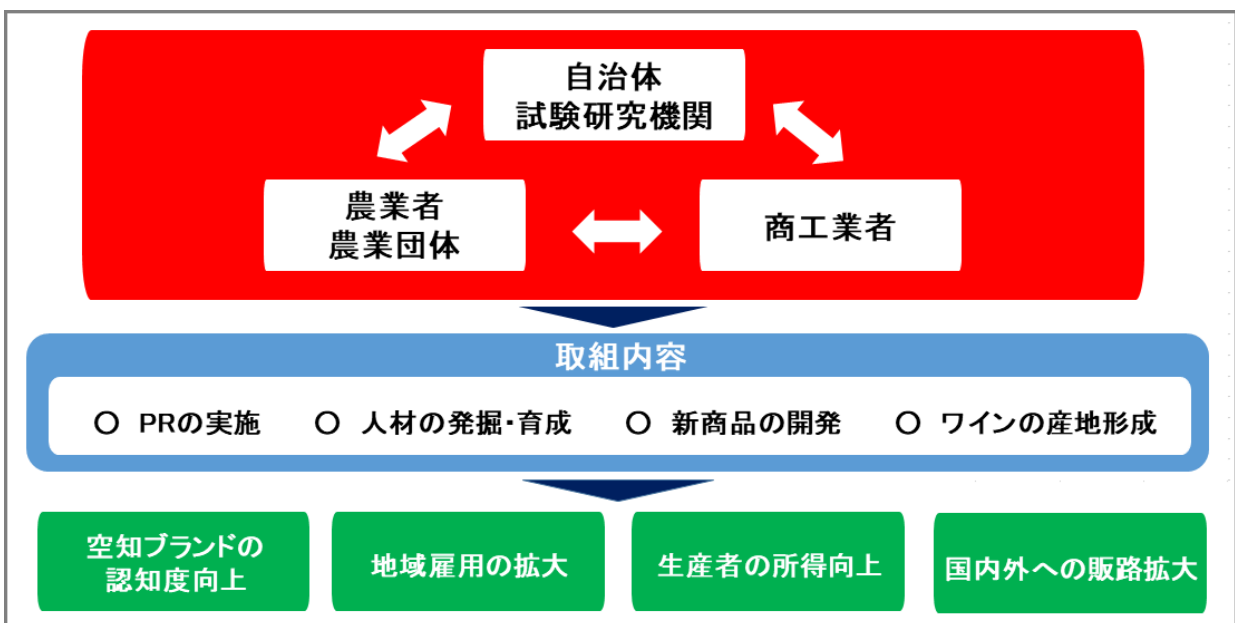 自治体
試験研究機関
農業者
農業団体
商工業者
取組内容
〇 PRの実施 〇 人材の発掘・育成 〇 新商品の開発 〇 ワインの産地形成
空知ブランドの
認知度向上
地域雇用の拡大
生産者の所得向上
国内外への販路拡大